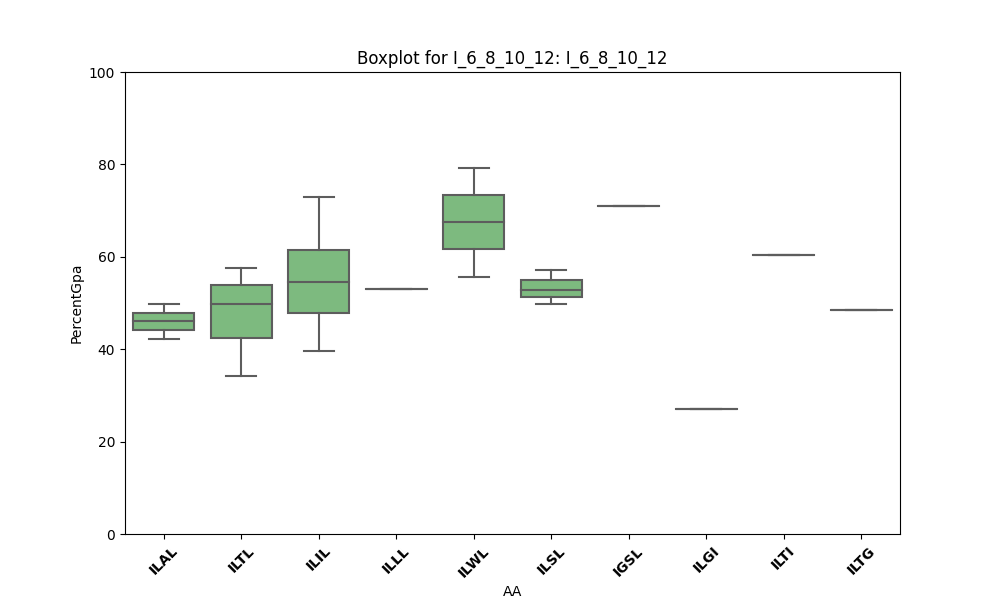 Boxplot for I_6_8_10_12: I_6_8_10_12
100
80
60
40
20
0
PercentGpa
ILAL
ILTL
ILIL
ILLL
ILWL
ILSL
IGSL
ILGI
ILTI
ILTG
AA